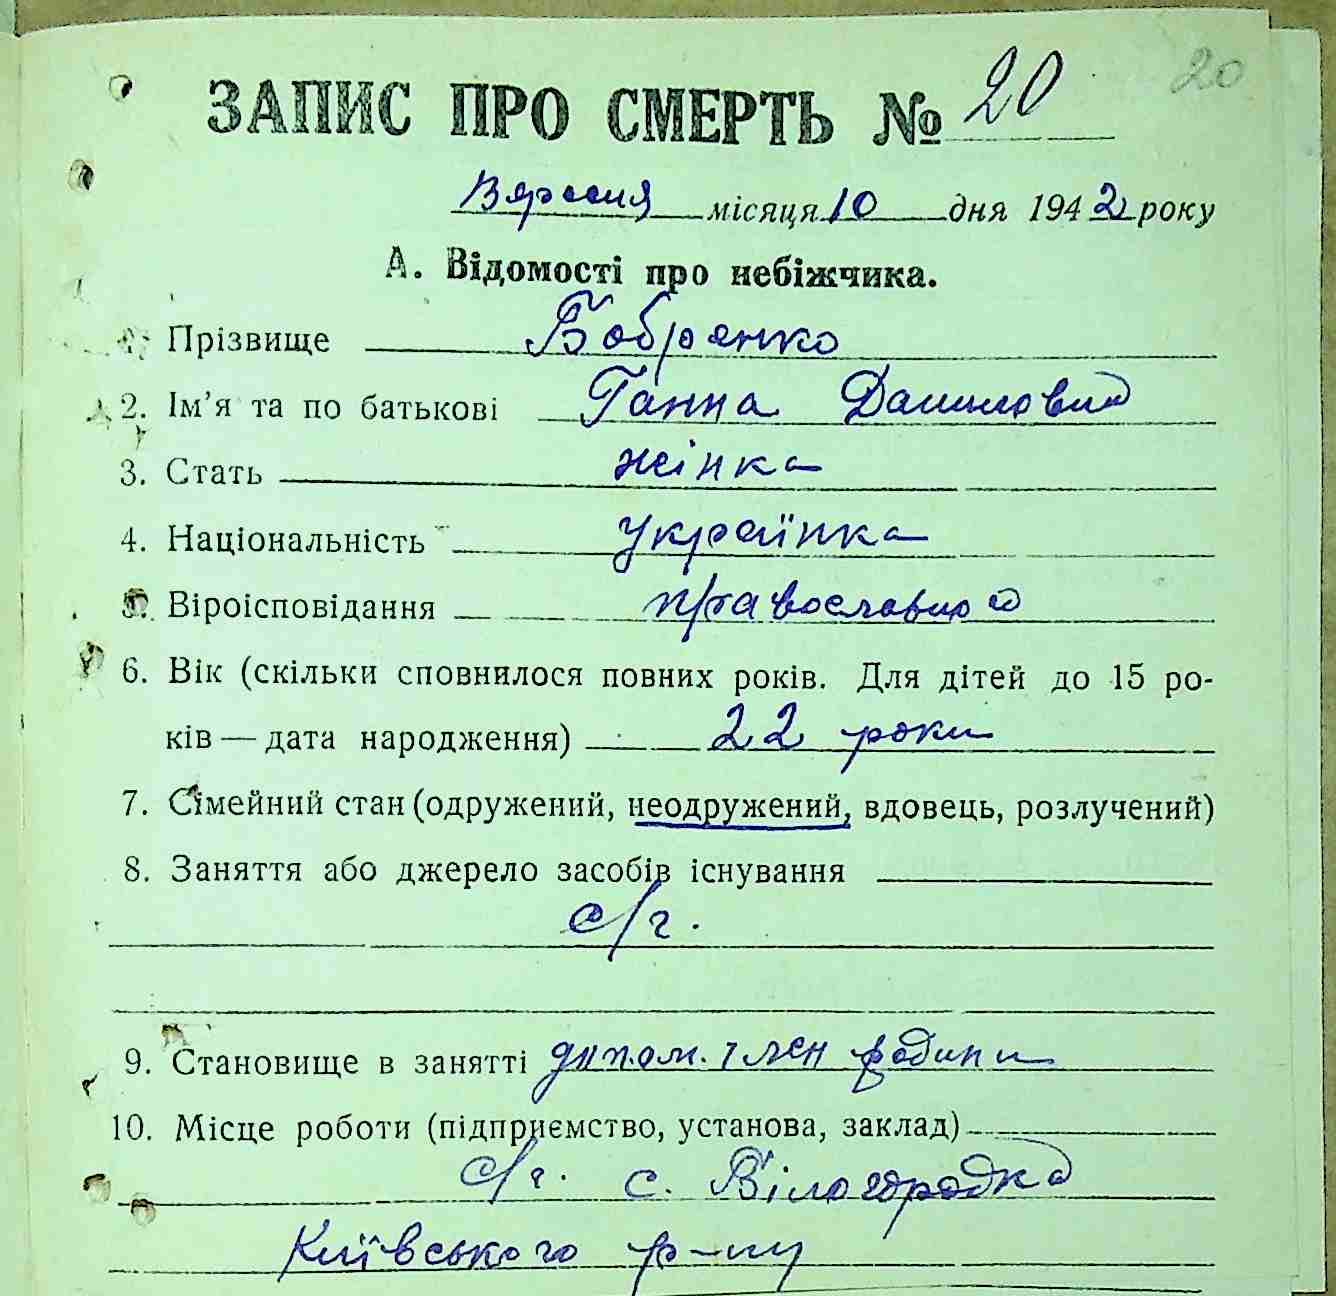 20
ЗАПИС ПРО СМЕРТЬ № 20
Вересня місяця 10 дня 1942 року
А. Відомості про небіжчика.
1. Прізвище Бобренко
2. Ім'я та по батькові Ганна Даниловна
3. Стать жінка
4. Національність українка
5. Віроісповідання православна
6. Вік (скільки сповнилося повних років. Для дітей до 15 ро-
ків — дата народження) 22 роки
7. Сімейний стан (одружений, неодружений, вдовець, розлучений)
8. Заняття або джерело засобів існування
с/г.
9. Становище в занятті допом. член родини
10. Місце роботи (підприємство, установа, заклад)
с/г. с. Білогородка
Київського р-ну